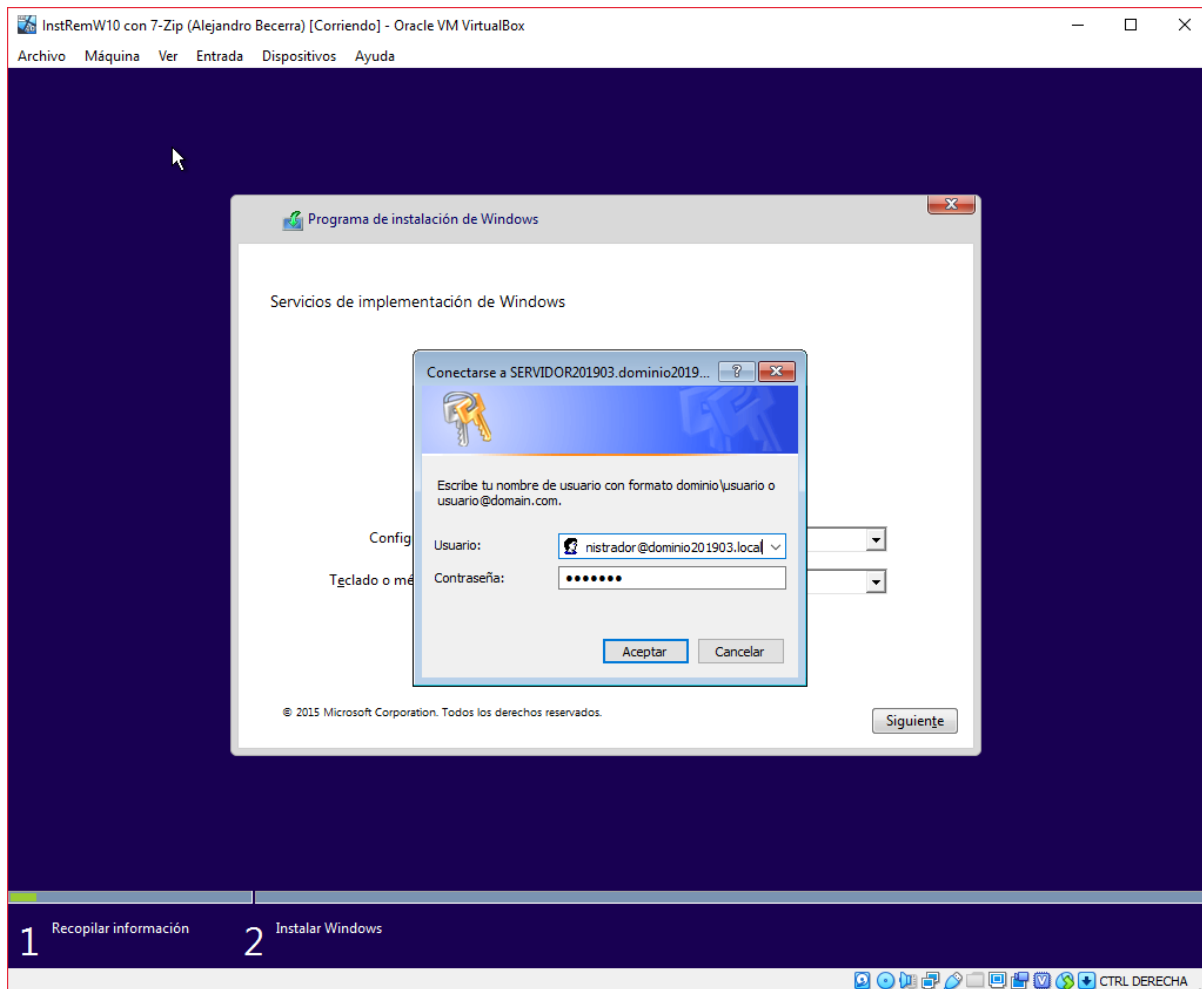 InstRemW10 con 7-Zip (Alejandro Becerra) [Corriendo] - Oracle VM VirtualBox
Archivo Máquina Ver Entrada Dispositivos Ayuda
Programa de instalación de Windows
Servicios de implementación de Windows
Conectarse a SERVIDOR201903.dominio2019...
Escribe tu nombre de usuario con formato dominio\usuario o
usuario@domain.com.
Config
Usuario: nistrador@dominio201903.local
Teclado o mé
Contraseña: •••••••
Aceptar Cancelar
© 2015 Microsoft Corporation. Todos los derechos reservados.
Siguiente
1 Recopilar información 2 Instalar Windows
CTRL DERECHA